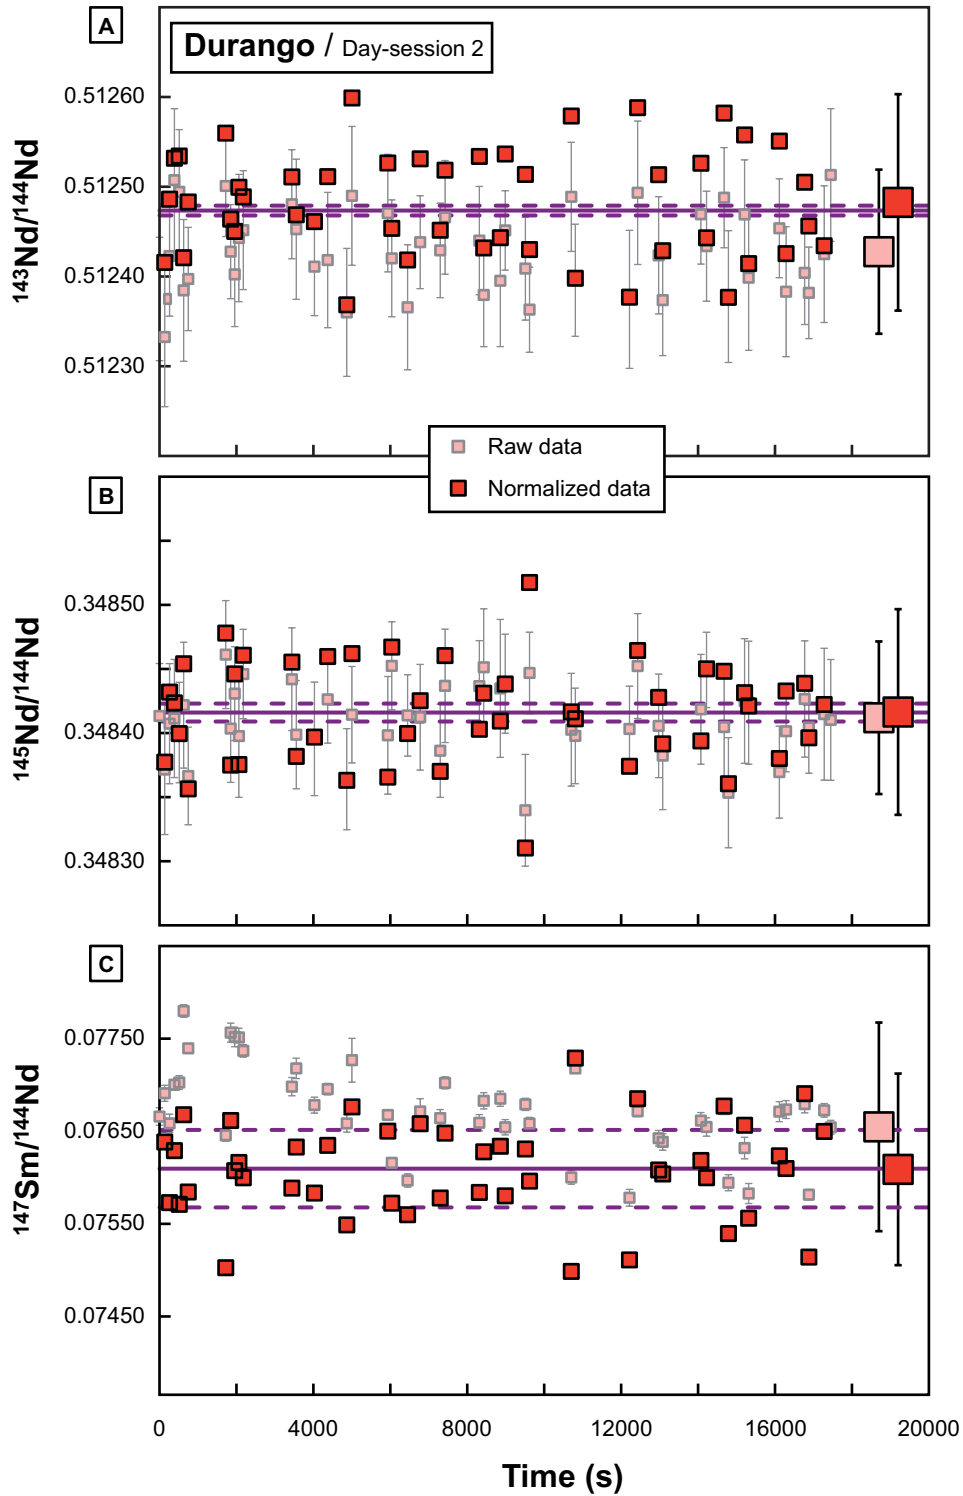 A
Durango / Day-session 2
0.51260
0.51250
0.51240
0.51230
143Nd/144Nd
Raw data
Normalized data
B
0.34850
0.34840
0.34830
145Nd/144Nd
C
0.07750
0.07650
0.07550
0.07450
147Sm/144Nd
0 4000 8000 12000 16000 20000
Time (s)